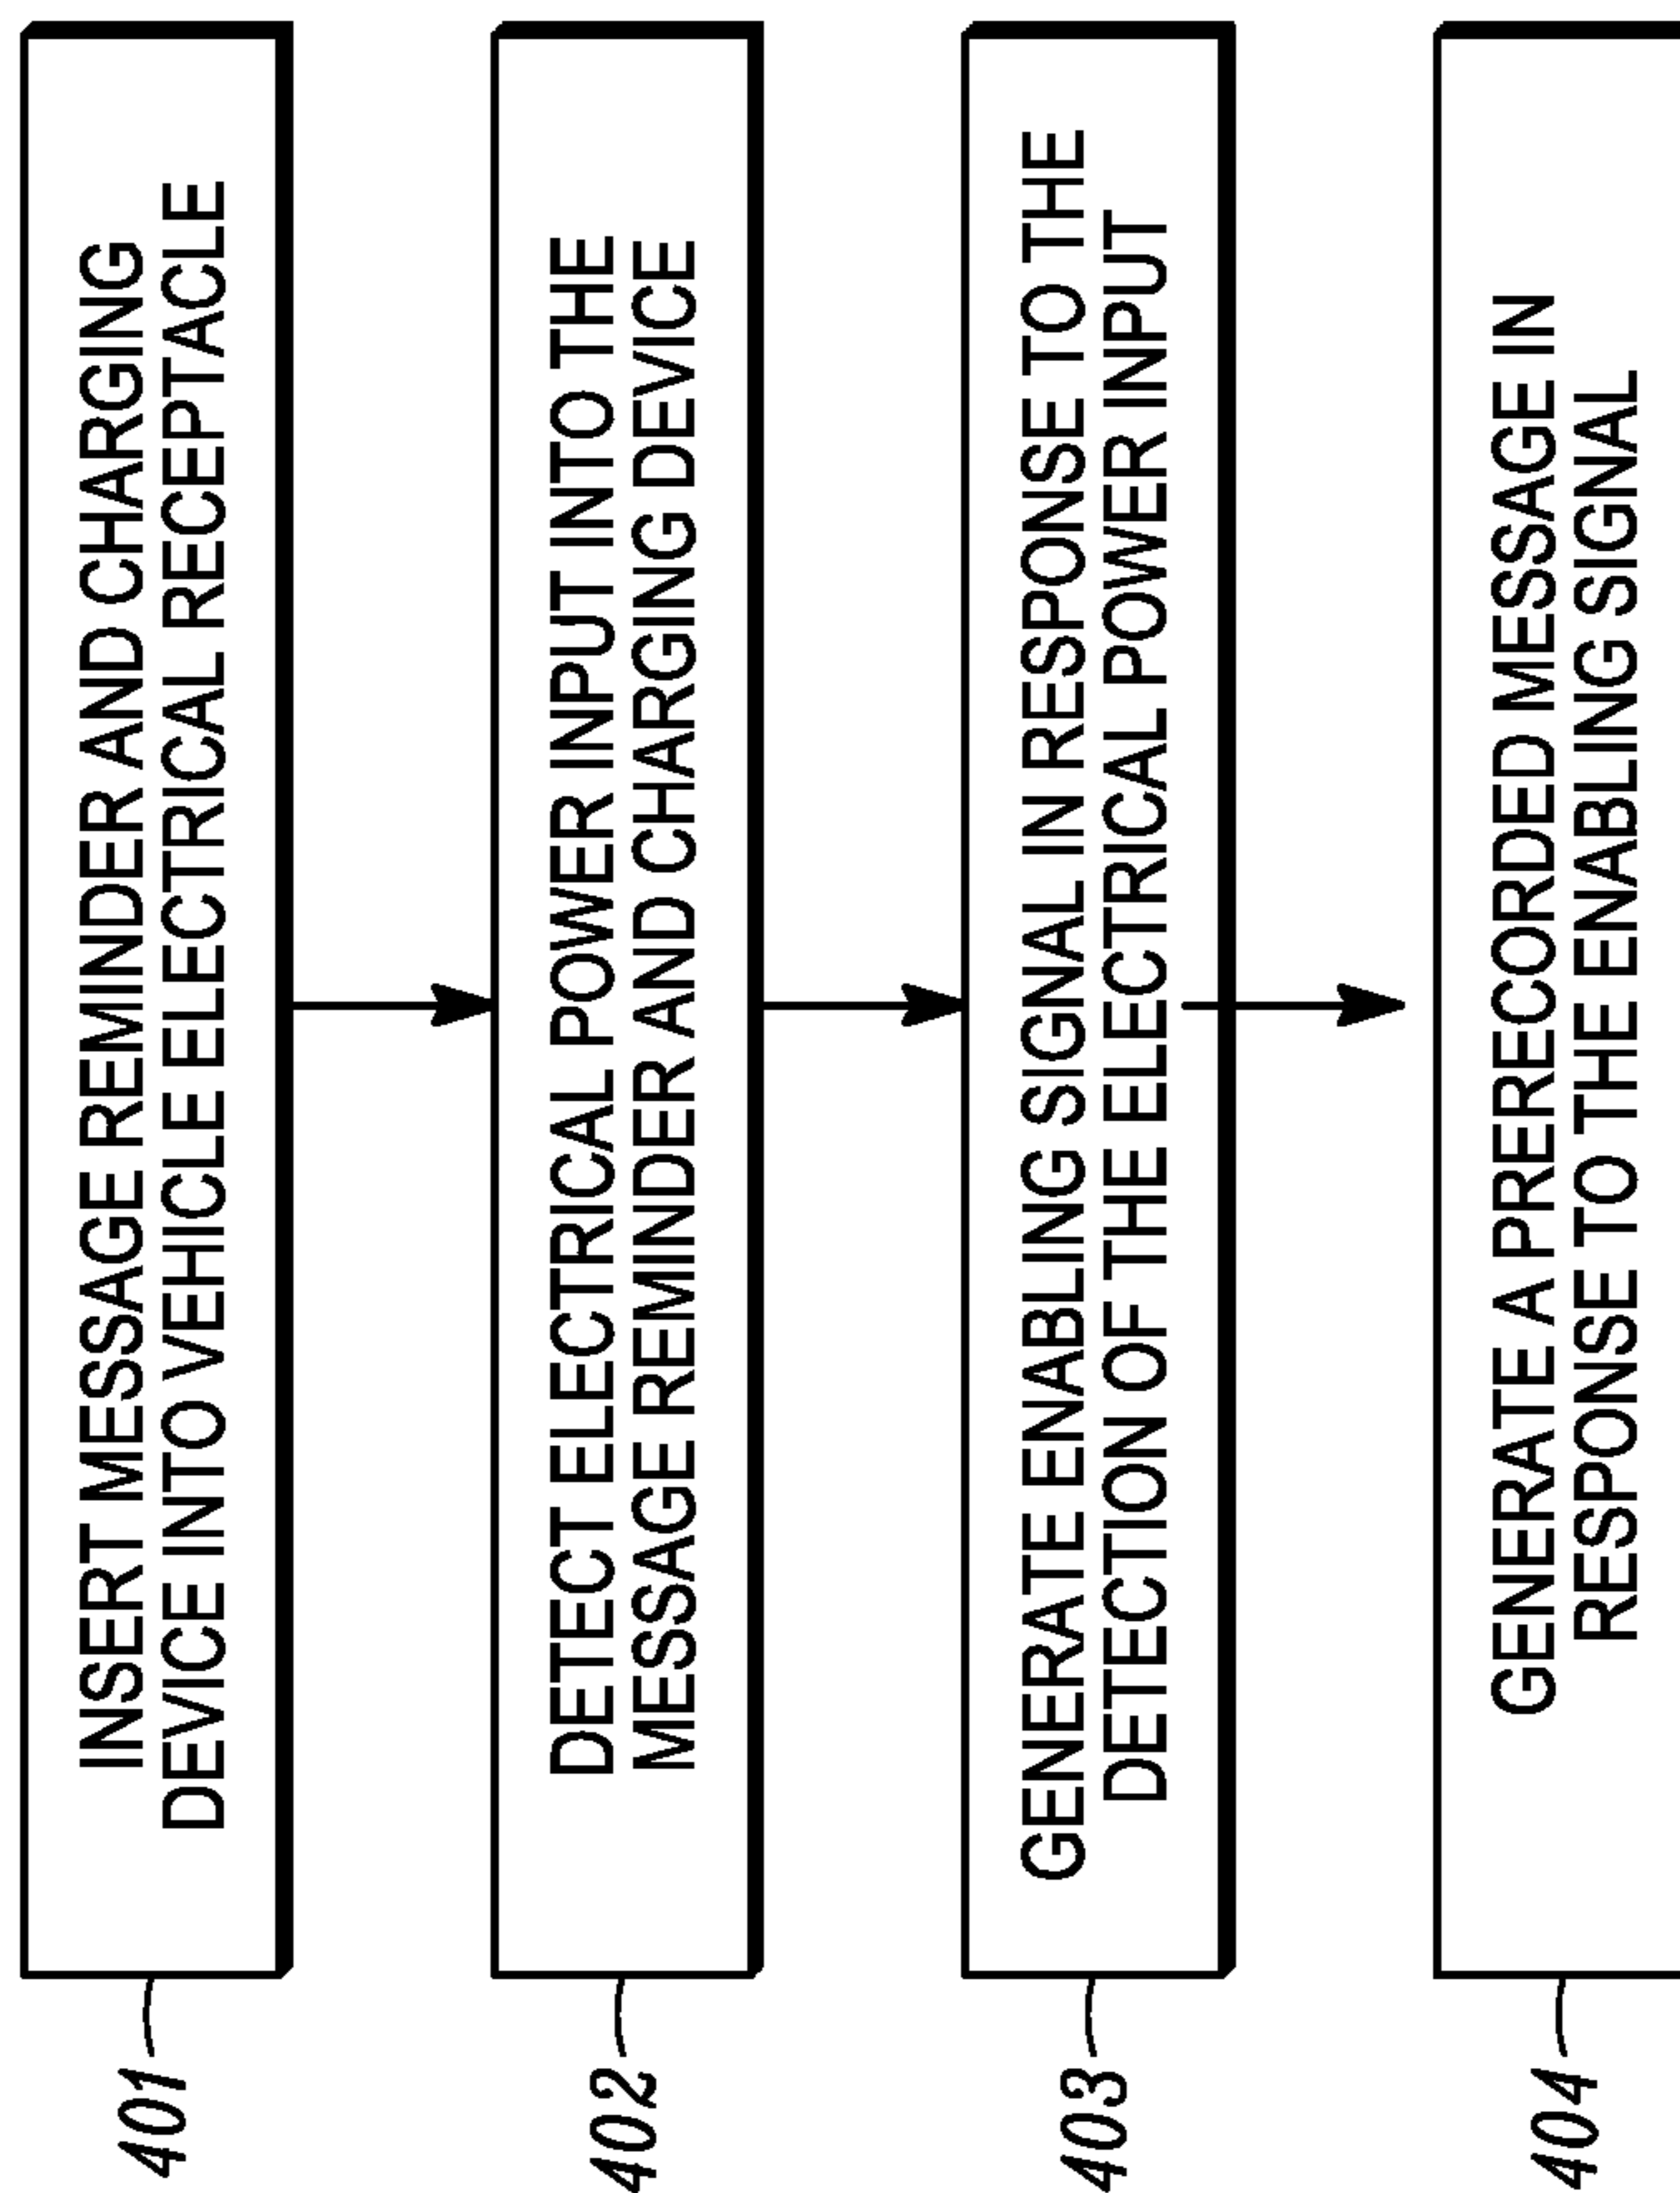 401
INSERT MESSAGE REMINDER AND CHARGING
DEVICE INTO VEHICLE ELECTRICAL RECEPTACLE
402
DETECT ELECTRICAL POWER INPUT INTO THE
MESSAGE REMINDER AND CHARGING DEVICE
403
GENERATE ENABLING SIGNAL IN RESPONSE TO THE
DETECTION OF THE ELECTRICAL POWER INPUT
404
GENERATE A PRERECORDED MESSAGE IN
RESPONSE TO THE ENABLING SIGNAL